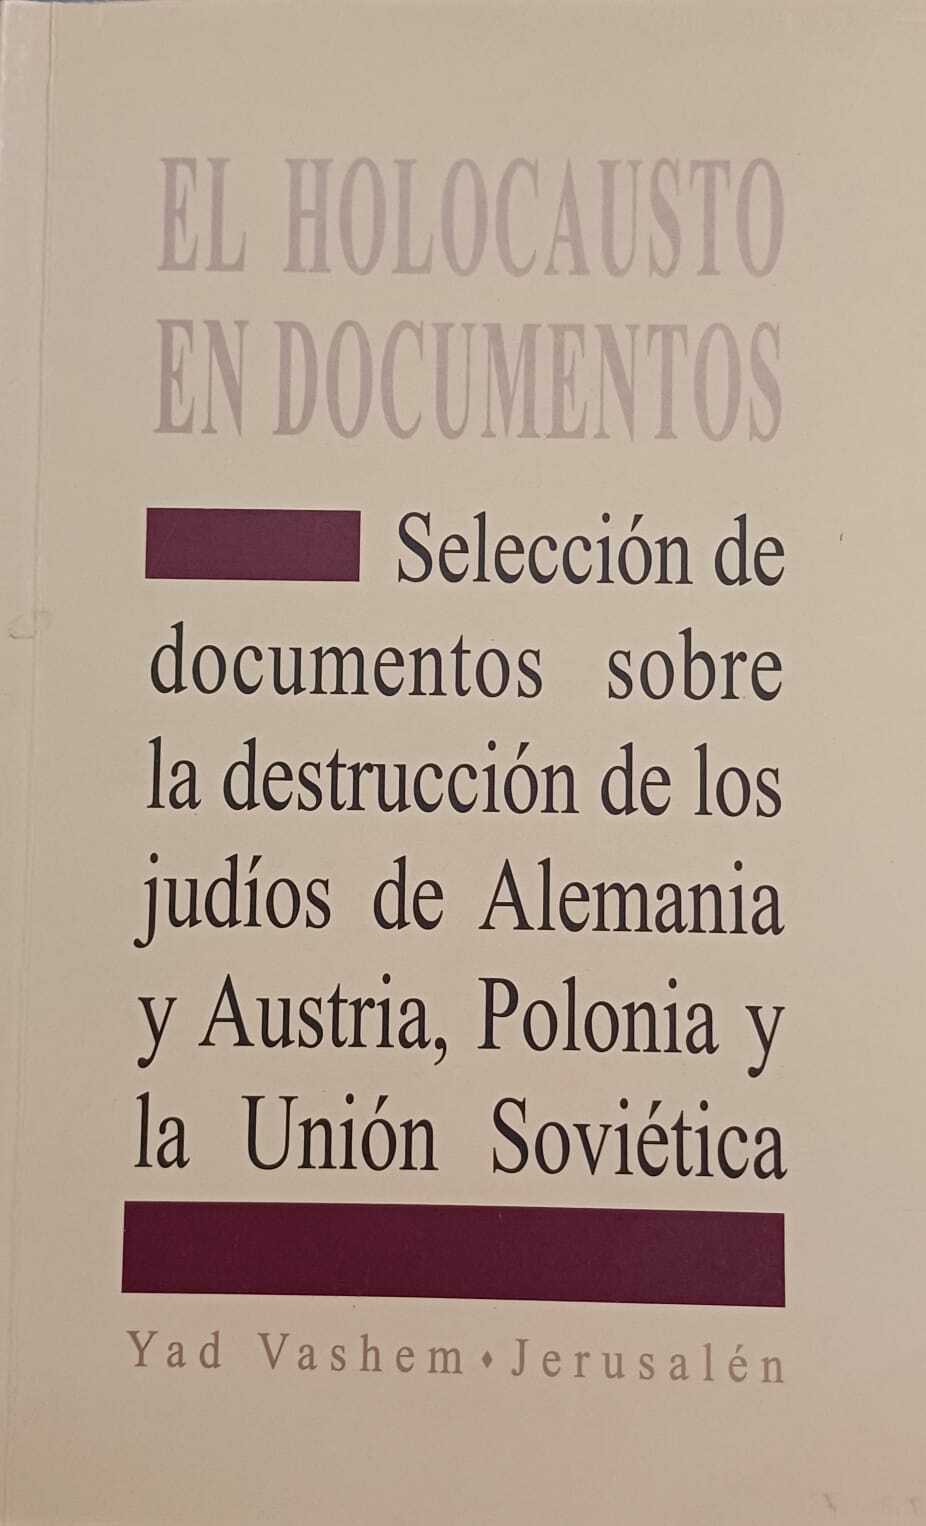 EL HOLOCAUSTO
EN DOCUMENTOS
Selección de
documentos sobre
la destrucción de los
judíos de Alemania
y Austria, Polonia y
la Unión Soviética
Yad Vashem ♦ Jerusalén